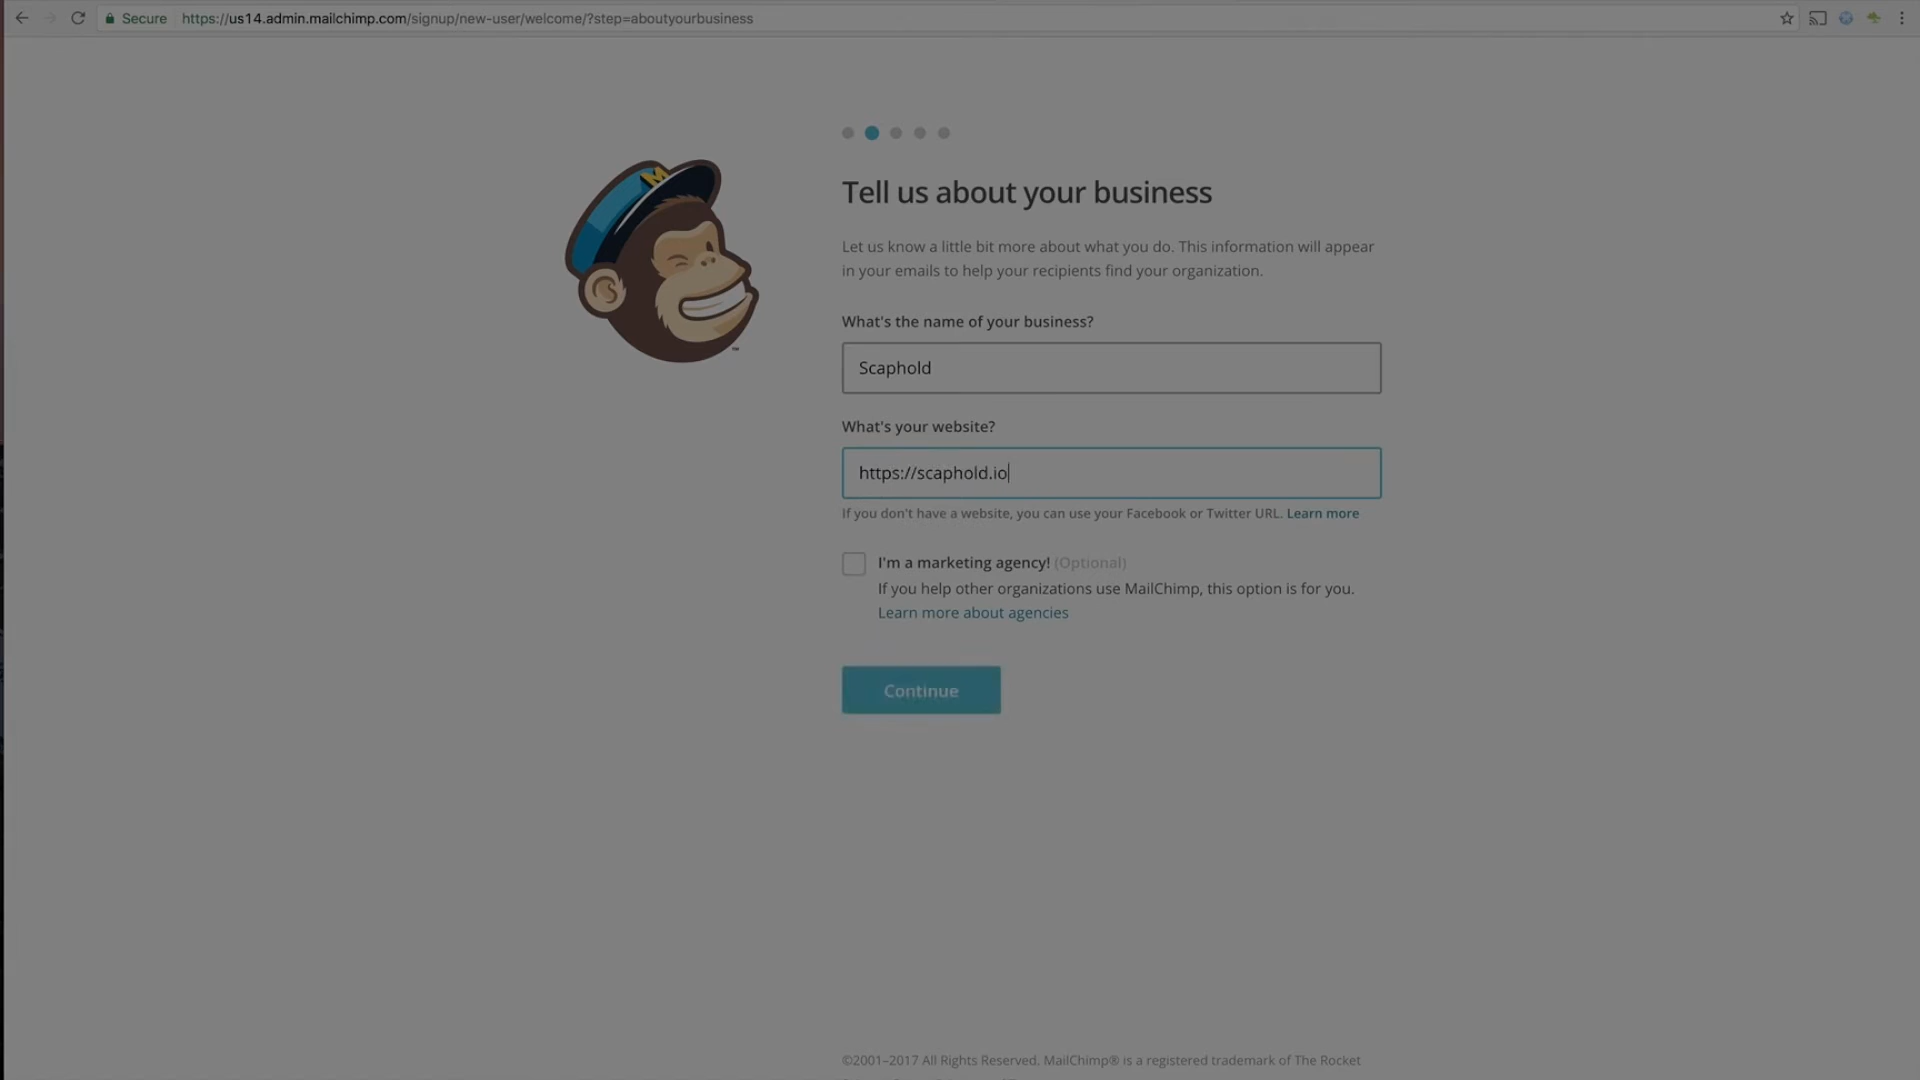 Secure https://us14.admin.mailchimp.com/signup/new-user/welcome/?step=aboutyourbusiness
M
Tell us about your business
Let us know a little bit more about what you do. This information will appear
in your emails to help your recipients find your organization.
What's the name of your business?
Scaphold
What's your website?
https://scaphold.io
If you don't have a website, you can use your Facebook or Twitter URL. Learn more
I'm a marketing agency! (Optional)
If you help other organizations use MailChimp, this option is for you.
Learn more about agencies
Continue
©2001–2017 All Rights Reserved. MailChimp® is a registered trademark of The Rocket